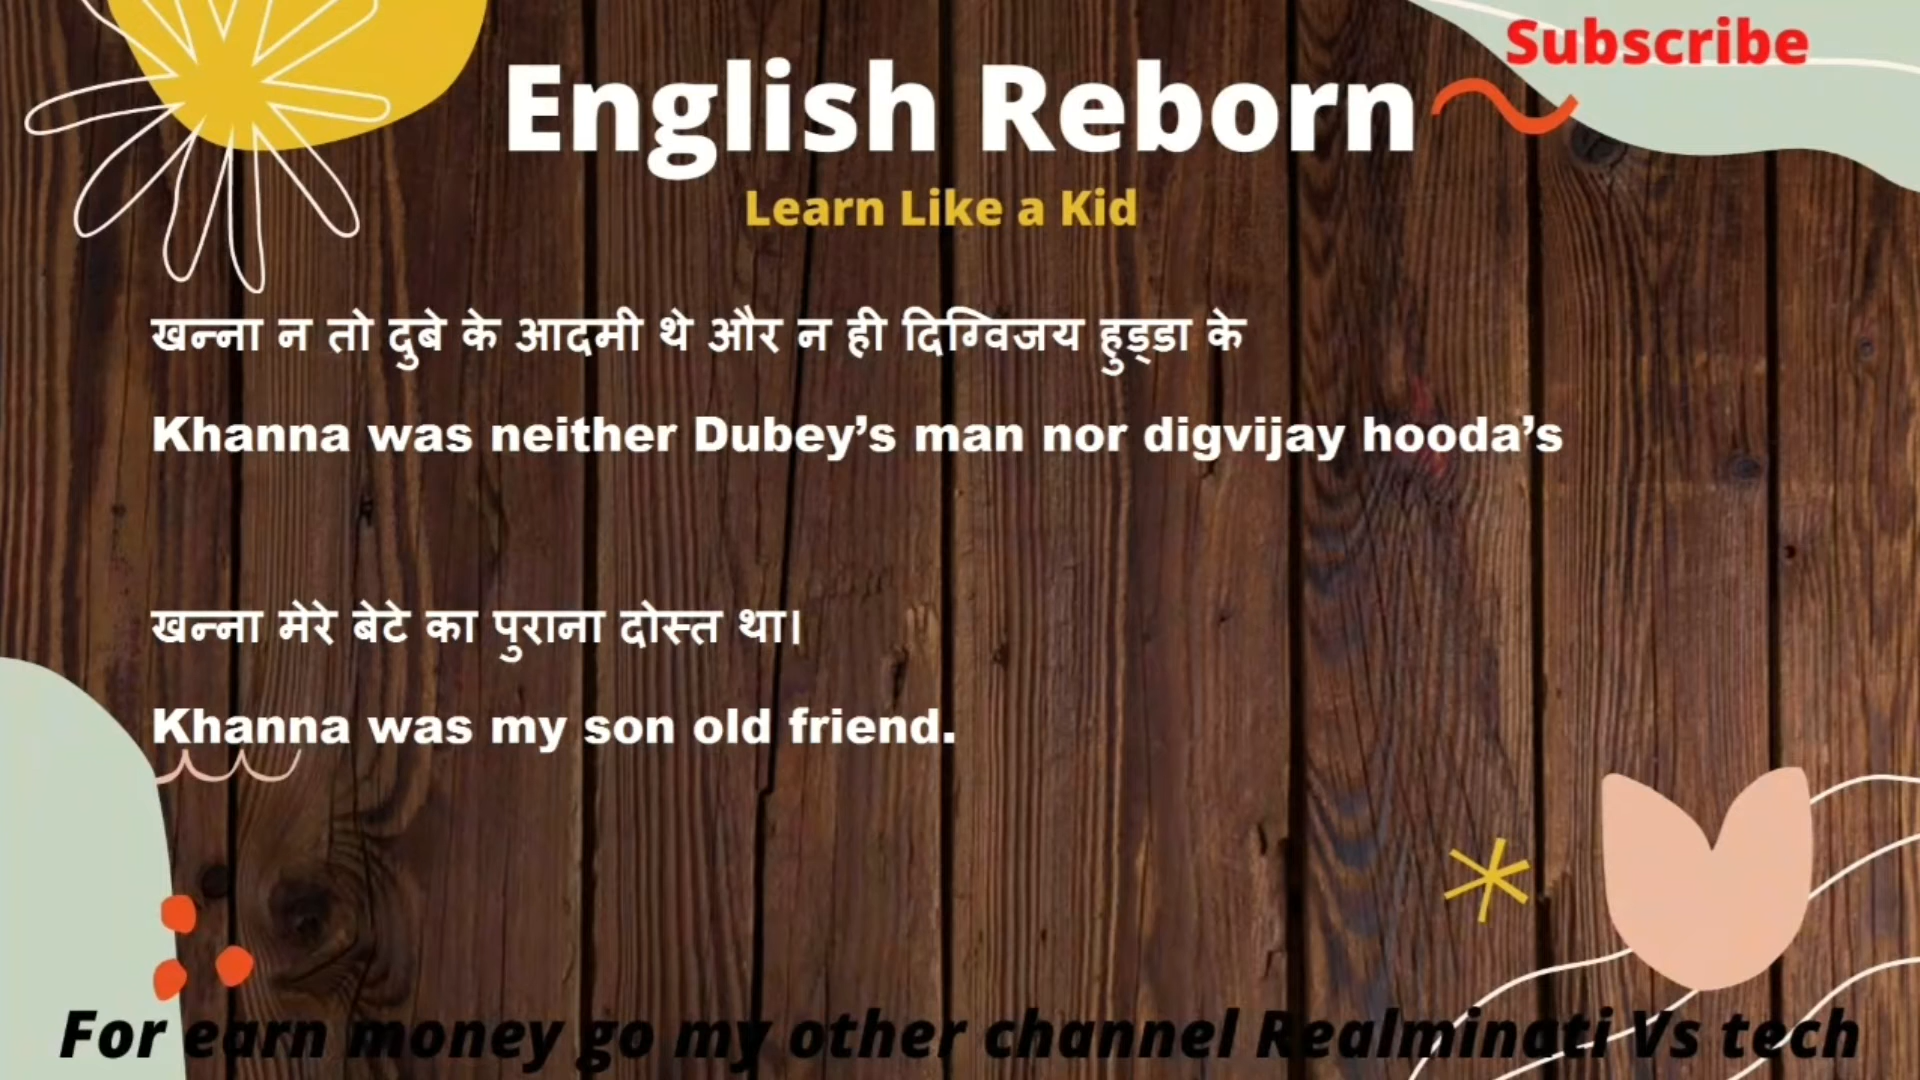 Subscribe
English Reborn
Learn Like a Kid
खन्ना न तो दुबे के आदमी थे और न ही दिग्विजय हुड्डा के
Khanna was neither Dubey’s man nor digvijay hooda’s
खन्ना मेरे बेटे का पुराना दोस्त था।
Khanna was my son old friend.
For earn money go my other channel Realminati Vs tech